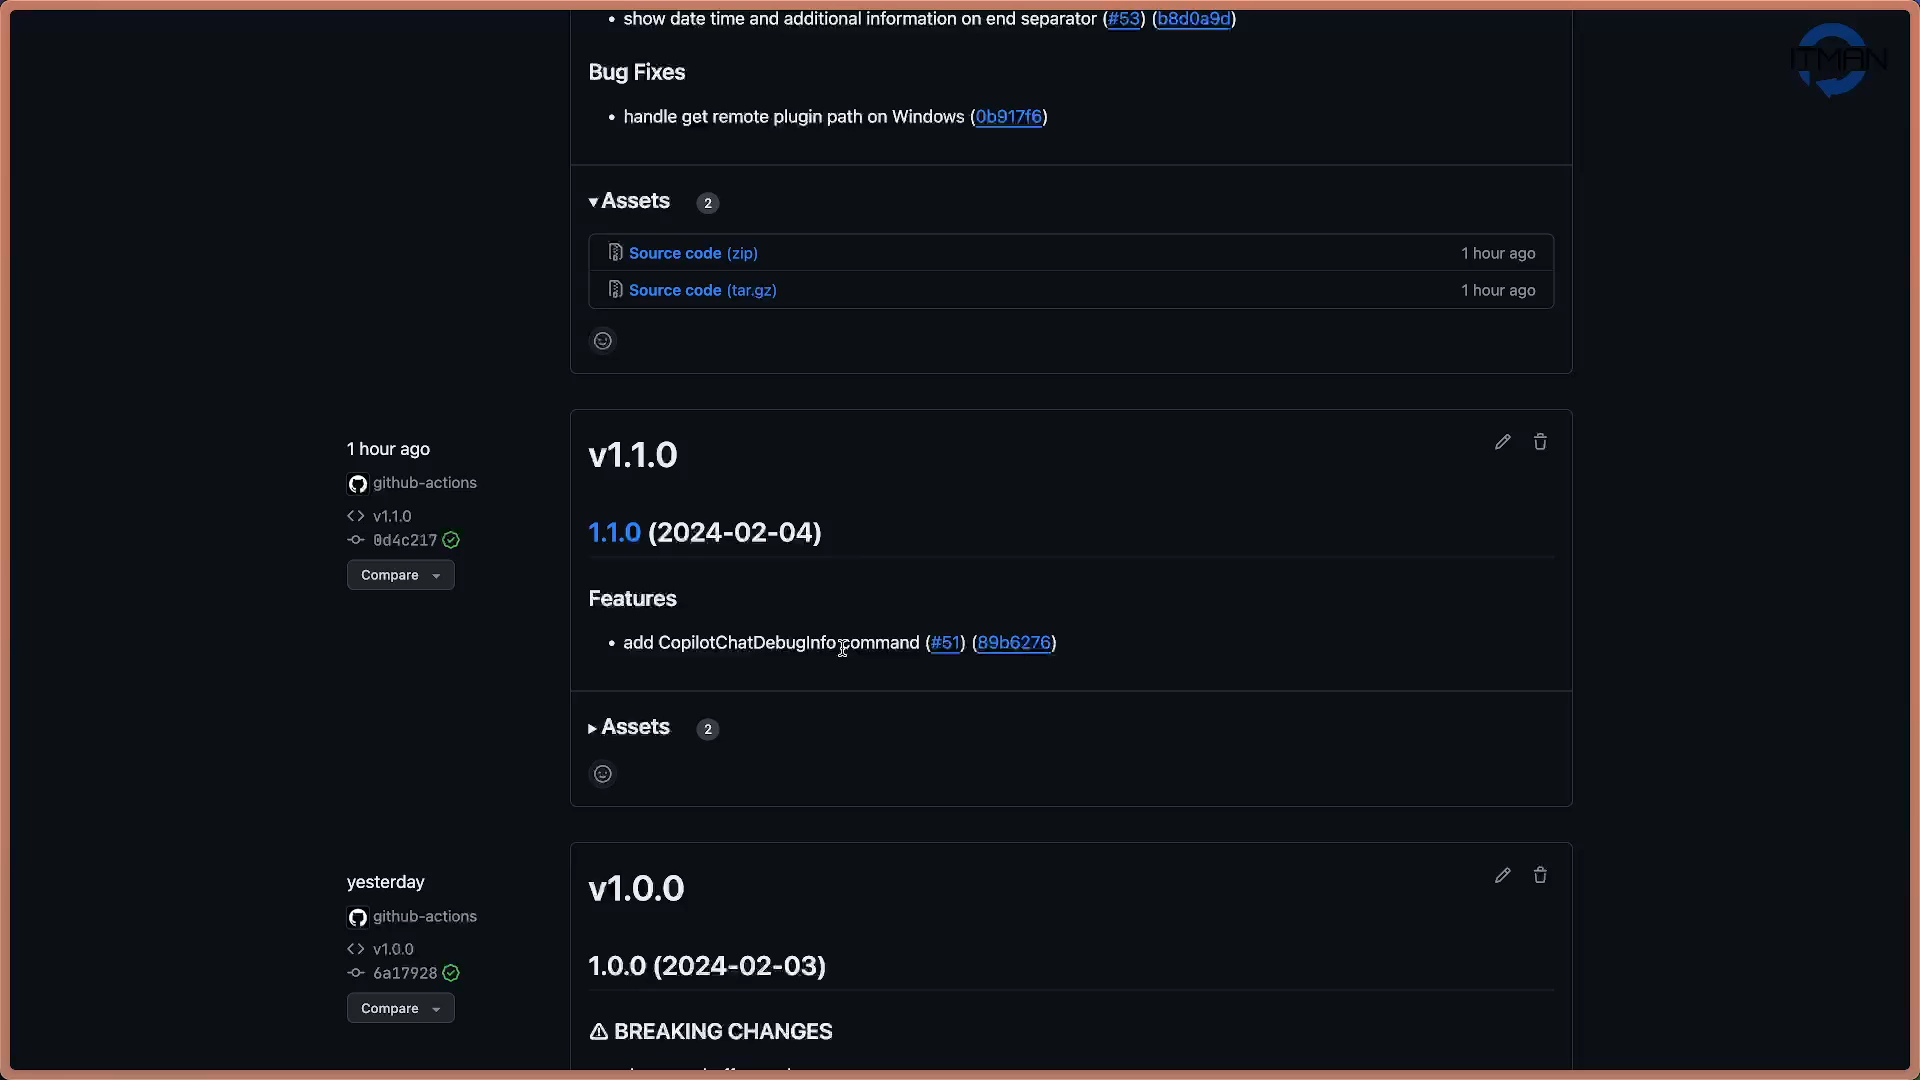 show date time and additional information on end separator (#53) (b8d0a9d)
ITMAN
Bug Fixes
handle get remote plugin path on Windows (0b917f6)
Assets 2
Source code (zip) 1 hour ago
Source code (tar.gz) 1 hour ago
1 hour ago
github-actions
v1.1.0
0d4c217
Compare
v1.1.0
1.1.0 (2024-02-04)
Features
add CopilotChatDebugInfo command (#51) (89b6276)
Assets 2
yesterday
github-actions
v1.0.0
6a17928
Compare
v1.0.0
1.0.0 (2024-02-03)
⚠ BREAKING CHANGES